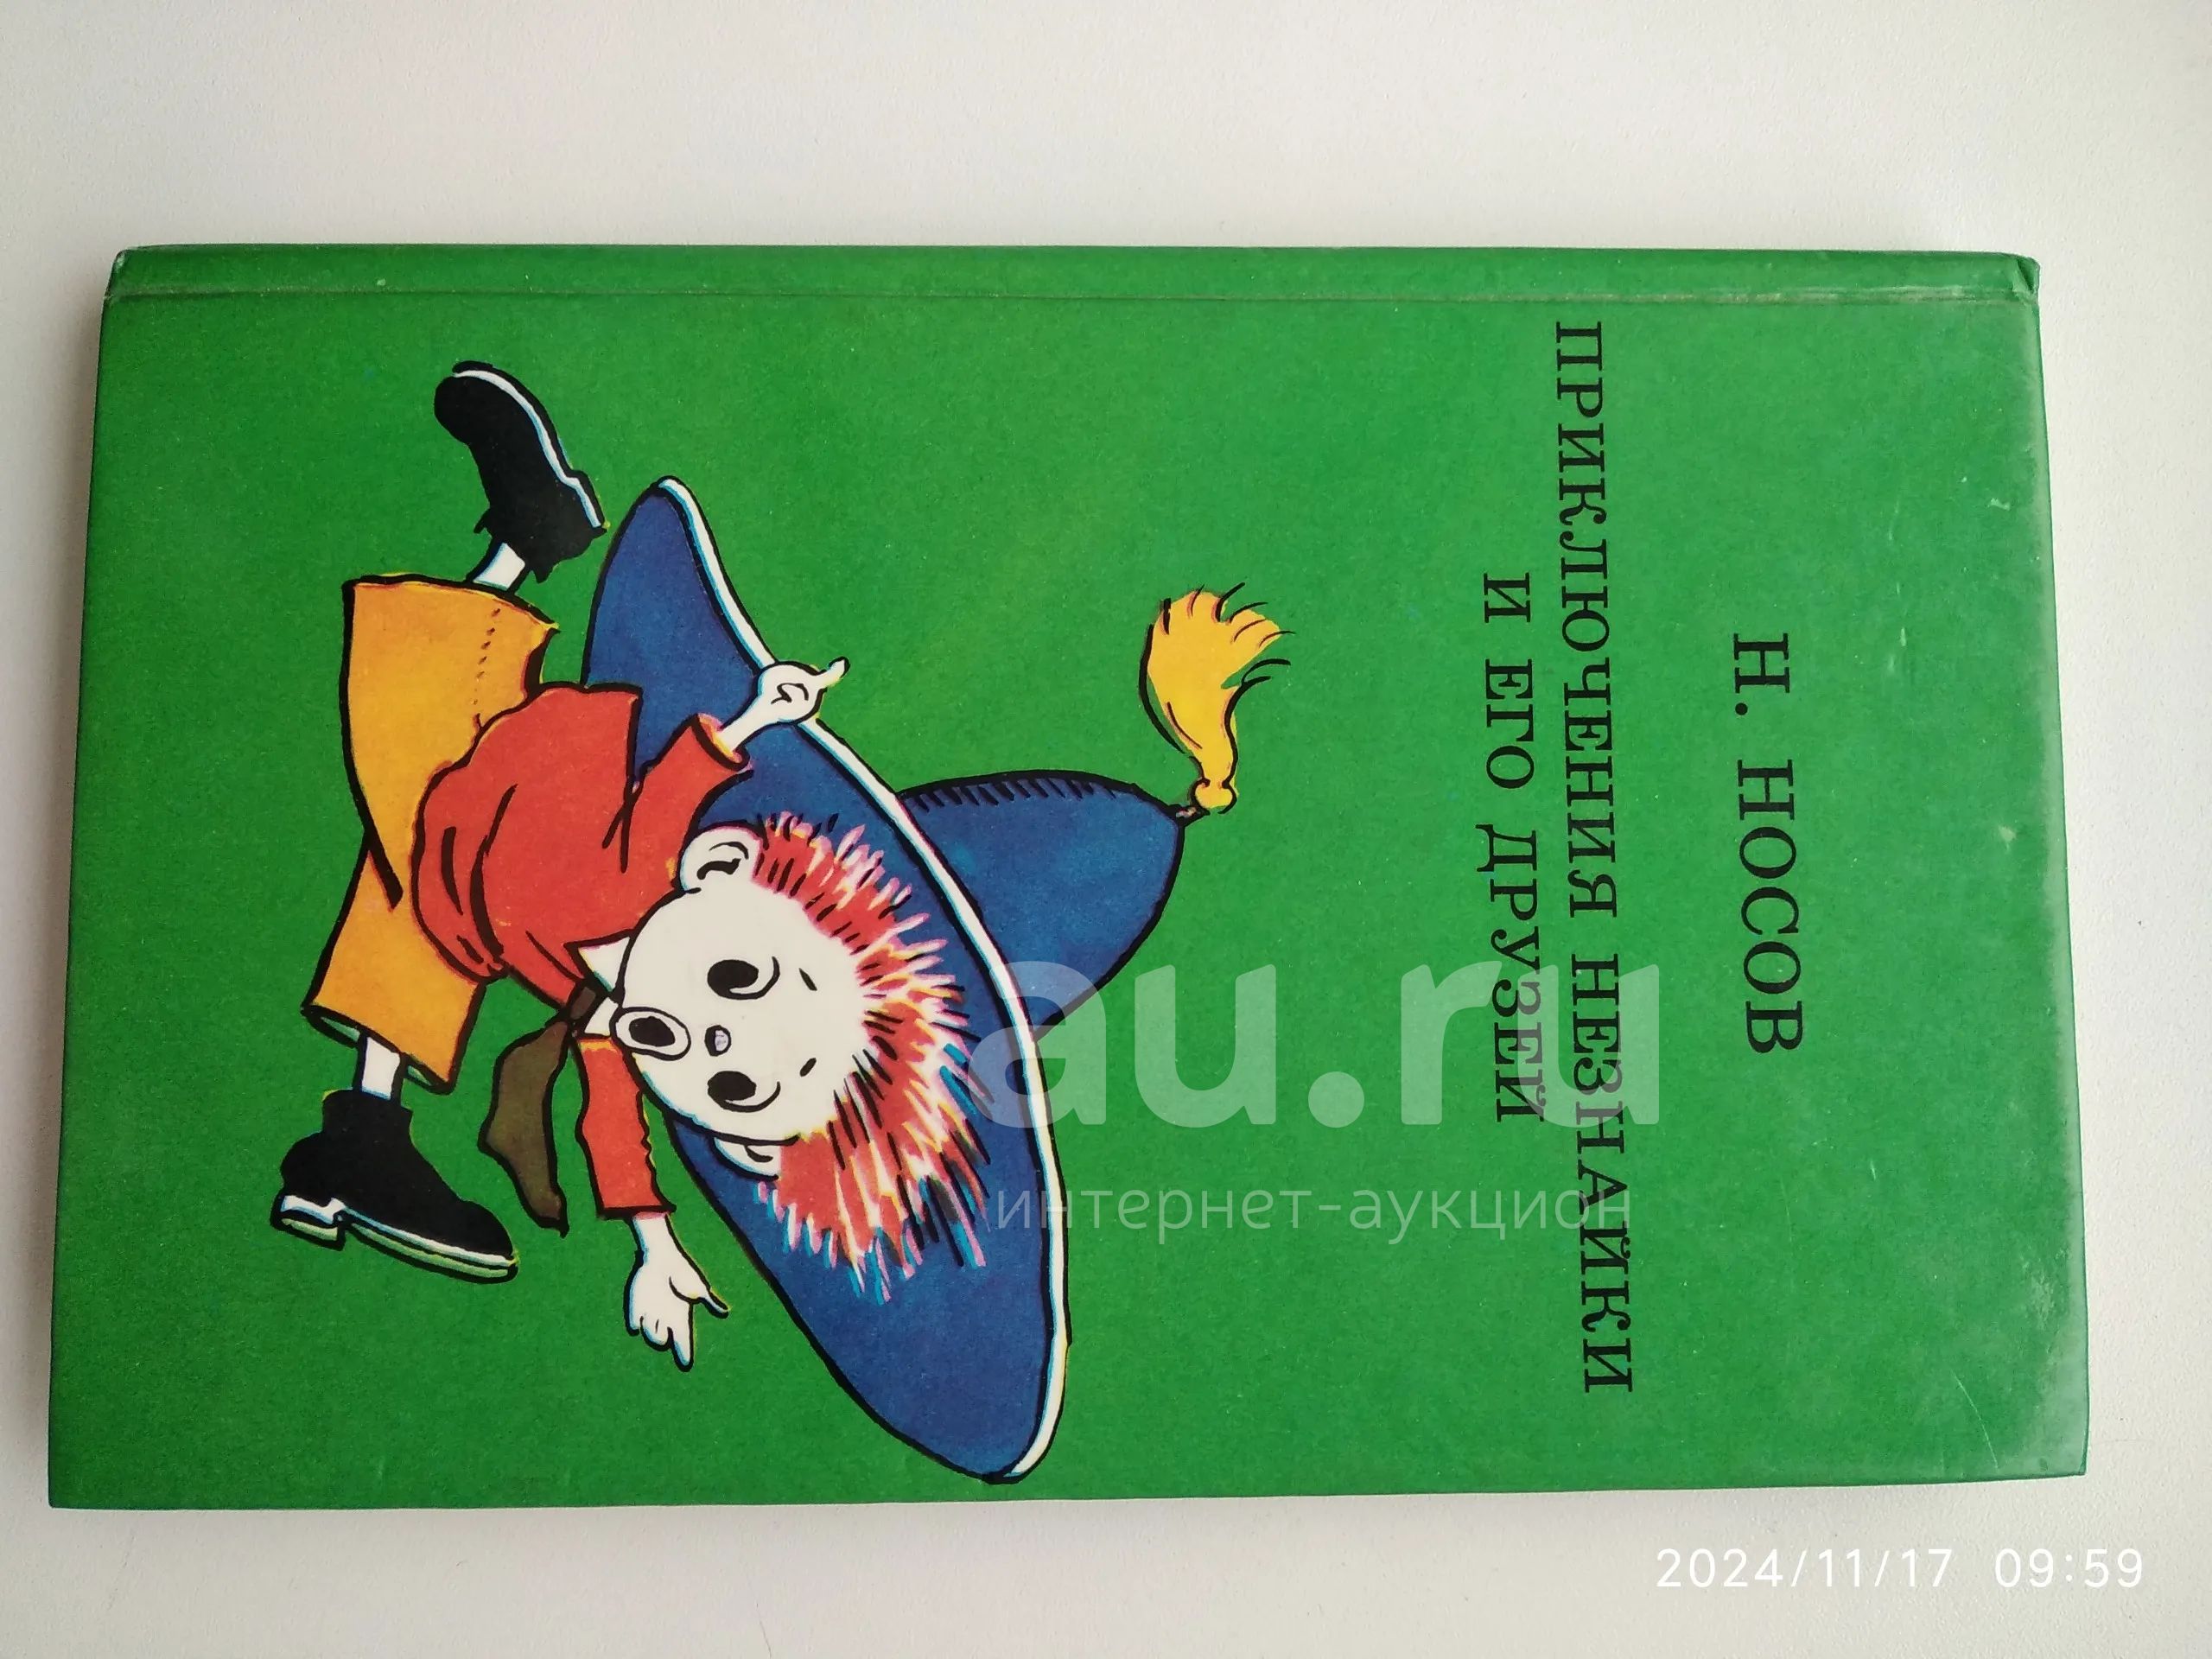 Н. НОСОВ
ПРИКЛЮЧЕНИЯ НЕЗНАЙКИ
И ЕГО ДРУЗЕЙ
au.ru
интернет-аукцион
2024/11/17 09:59